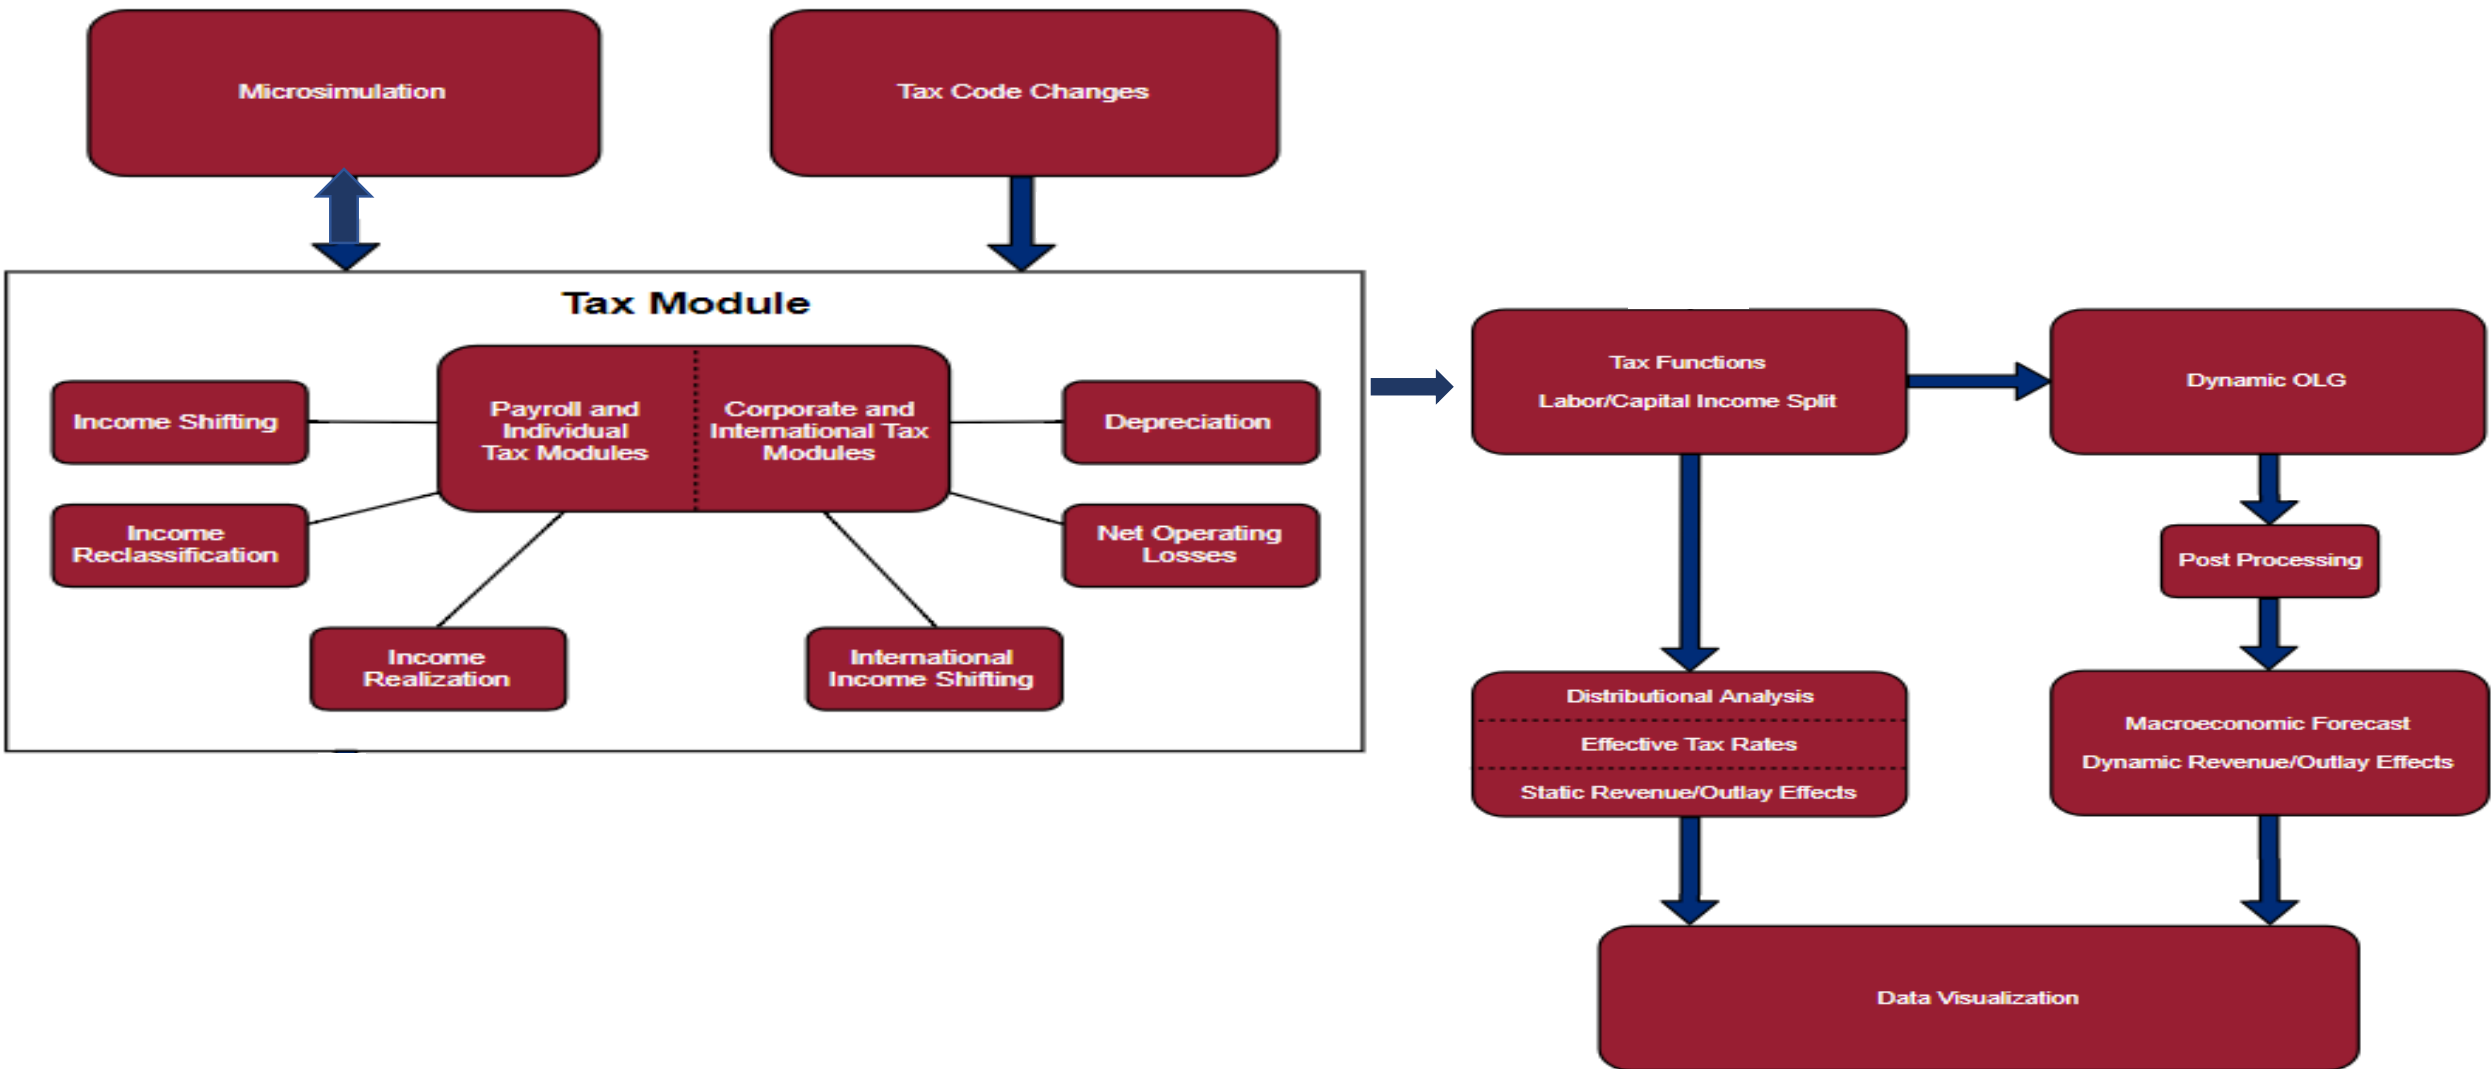 Microsimulation
Tax Code Changes
Tax Module
Income Shifting
Payroll and
Individual
Tax Modules
Corporate and
International Tax
Modules
Depreciation
Income
Reclassification
Net Operating
Losses
Income
Realization
International
Income Shifting
Tax Functions
Labor/Capital Income Split
Dynamic OLG
Post Processing
Distributional Analysis
Effective Tax Rates
Static Revenue/Outlay Effects
Macroeconomic Forecast
Dynamic Revenue/Outlay Effects
Data Visualization